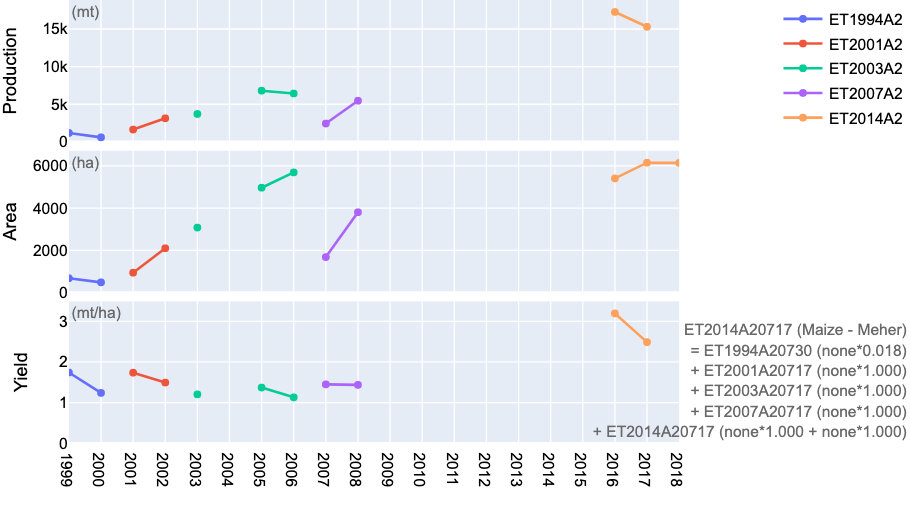 (mt)
Production
15k
10k
5k
0
ET1994A2
ET2001A2
ET2003A2
ET2007A2
ET2014A2
(ha)
Area
6000
4000
2000
0
(mt/ha)
Yield
3
2
1
0
1999
2000
2001
2002
2003
2004
2005
2006
2007
2008
2009
2010
2011
2012
2013
2014
2015
2016
2017
2018
ET2014A20717 (Maize - Meher)
= ET1994A20730 (none*0.018)
+ ET2001A20717 (none*1.000)
+ ET2003A20717 (none*1.000)
+ ET2007A20717 (none*1.000)
+ ET2014A20717 (none*1.000 + none*1.000)